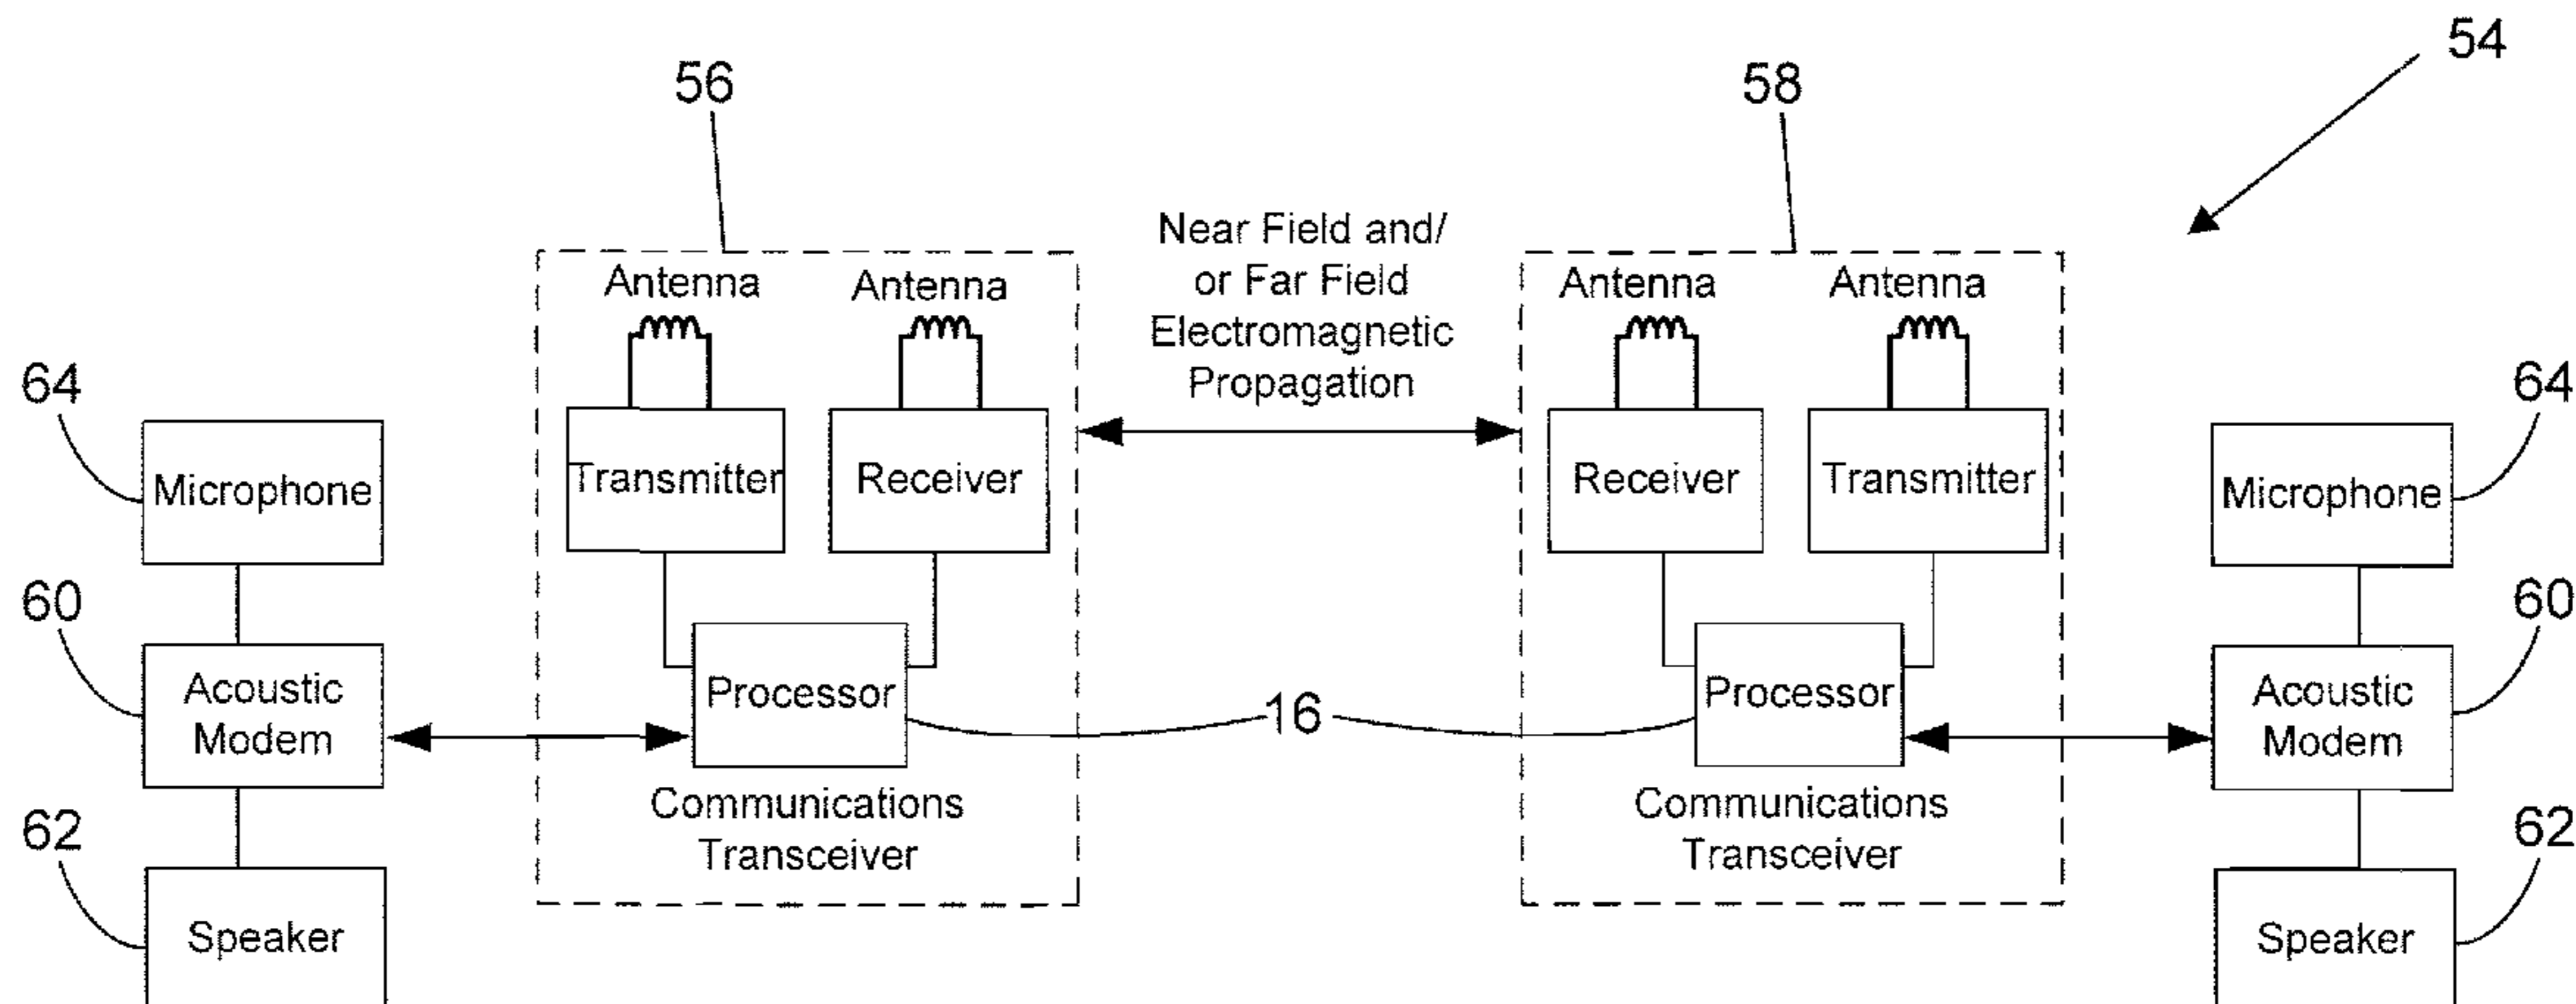 54
56
58
Near Field and/
or Far Field
Electromagnetic
Propagation
Antenna
Antenna
Antenna
Antenna
64
Microphone
Transmitter
Receiver
Receiver
Transmitter
Microphone
64
60
Acoustic
Modem
Processor
16
Processor
Acoustic
Modem
60
Communications
Transceiver
Communications
Transceiver
62
Speaker
Speaker
62